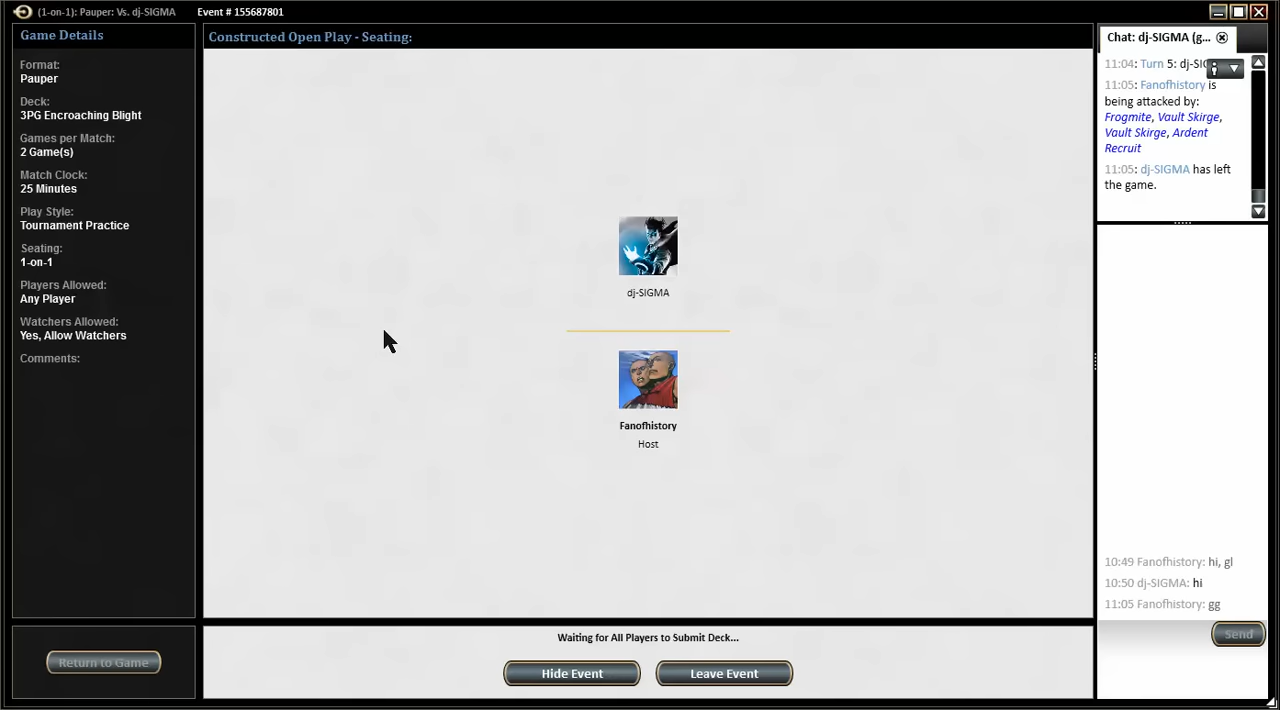 (1-on-1): Pauper: Vs. dj-SIGMA Event # 155687801
Game Details
Format:
Pauper
Deck:
3PG Encroaching Blight
Games per Match:
2 Game(s)
Match Clock:
25 Minutes
Play Style:
Tournament Practice
Seating:
1-on-1
Players Allowed:
Any Player
Watchers Allowed:
Yes, Allow Watchers
Comments:
Return to Game
Constructed Open Play - Seating:
dj-SIGMA
Fanofhistory
Host
Waiting for All Players to Submit Deck...
Hide Event Leave Event
Chat: dj-SIGMA (g...
11:04: Turn 5: dj-SIG
11:05: Fanofhistory is
being attacked by:
Frogmite, Vault Skirge,
Vault Skirge, Ardent
Recruit
11:05: dj-SIGMA has left
the game.
10:49 Fanofhistory: hi, gl
10:50 dj-SIGMA: hi
11:05 Fanofhistory: gg
Send